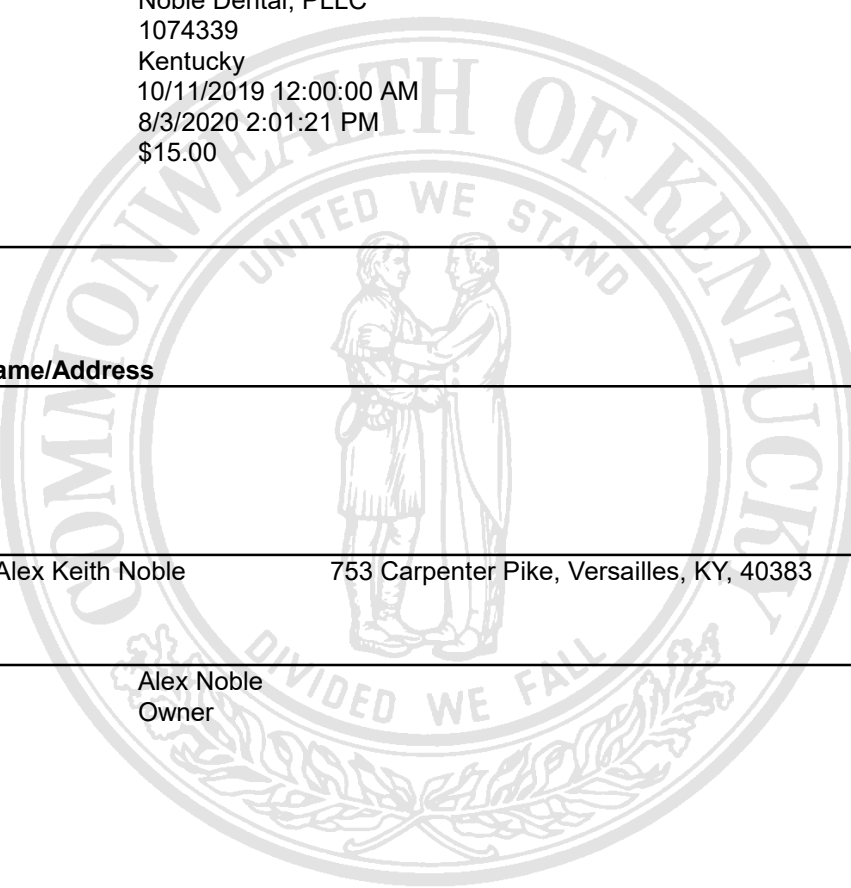 Noble Dental, PLLC
1074339
Kentucky
10/11/2019 12:00:00 AM
8/3/2020 2:01:21 PM
$15.00
COMMONWEALTH OF KENTUCKY
UNITED WE STAND
ame/Address
Alex Keith Noble 753 Carpenter Pike, Versailles, KY, 40383
DIVIDED WE FALL
Alex Noble
Owner